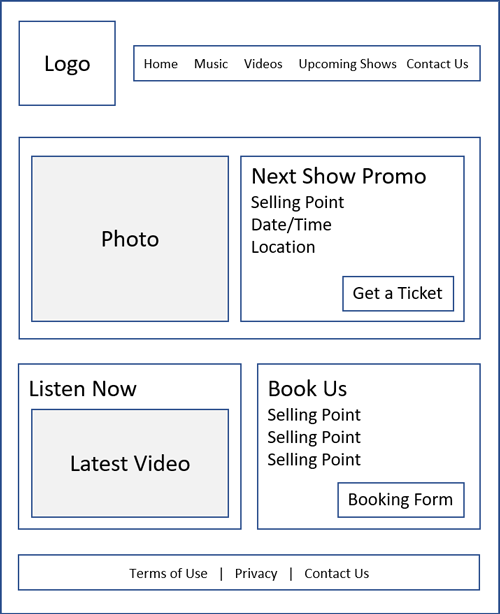 Logo
Home Music Videos Upcoming Shows Contact Us
Photo
Next Show Promo
Selling Point
Date/Time
Location
Get a Ticket
Listen Now
Latest Video
Book Us
Selling Point
Selling Point
Selling Point
Booking Form
Terms of Use | Privacy | Contact Us